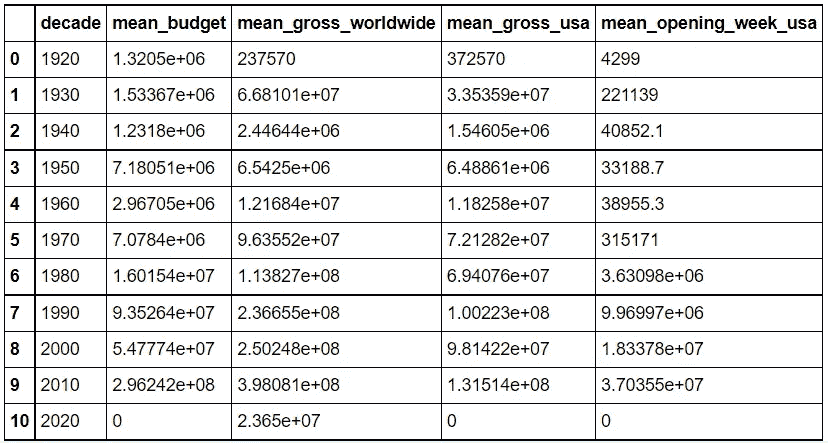 decade mean_budget mean_gross_worldwide mean_gross_usa mean_opening_week_usa
0 1920 1.3205e+06 237570 372570 4299
1 1930 1.53367e+06 6.68101e+07 3.35359e+07 221139
2 1940 1.2318e+06 2.44644e+06 1.54605e+06 40852.1
3 1950 7.18051e+06 6.5425e+06 6.48861e+06 33188.7
4 1960 2.96705e+06 1.21684e+07 1.18258e+07 38955.3
5 1970 7.0784e+06 9.63552e+07 7.21282e+07 315171
6 1980 1.60154e+07 1.13827e+08 6.94076e+07 3.63098e+06
7 1990 9.35264e+07 2.36655e+08 1.00223e+08 9.96997e+06
8 2000 5.47774e+07 2.50248e+08 9.81422e+07 1.83378e+07
9 2010 2.96242e+08 3.98081e+08 1.31514e+08 3.70355e+07
10 2020 0 2.365e+07 0 0